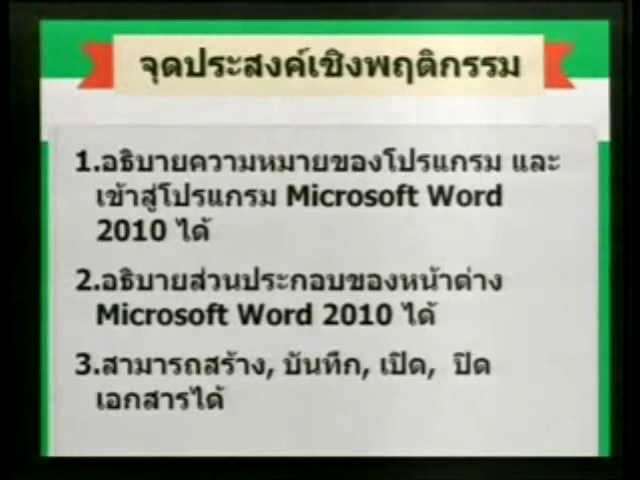 จุดประสงค์เชิงพฤติกรรม
1.อธิบายความหมายของโปรแกรม และ
เข้าสู่โปรแกรม Microsoft Word
2010 ได้
2.อธิบายส่วนประกอบของหน้าต่าง
Microsoft Word 2010 ได้
3.สามารถสร้าง, บันทึก, เปิด, ปิด
เอกสารได้